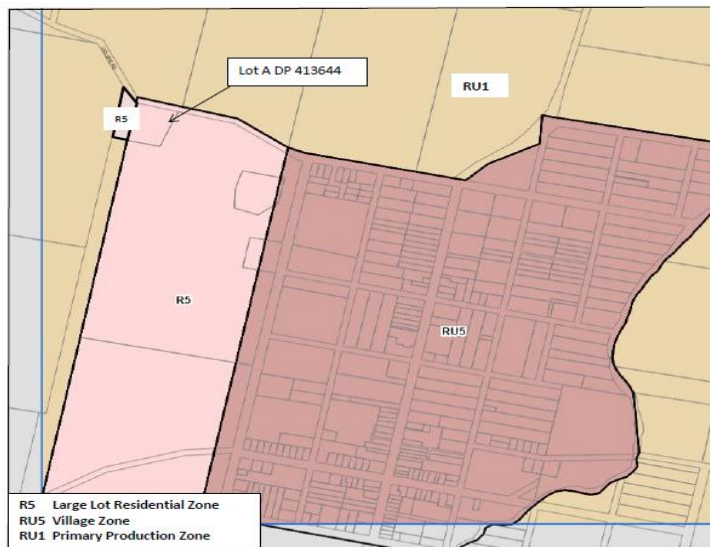 Lot A DP 413644
RU1
R5
R5
RU5
R5 Large Lot Residential Zone
RU5 Village Zone
RU1 Primary Production Zone